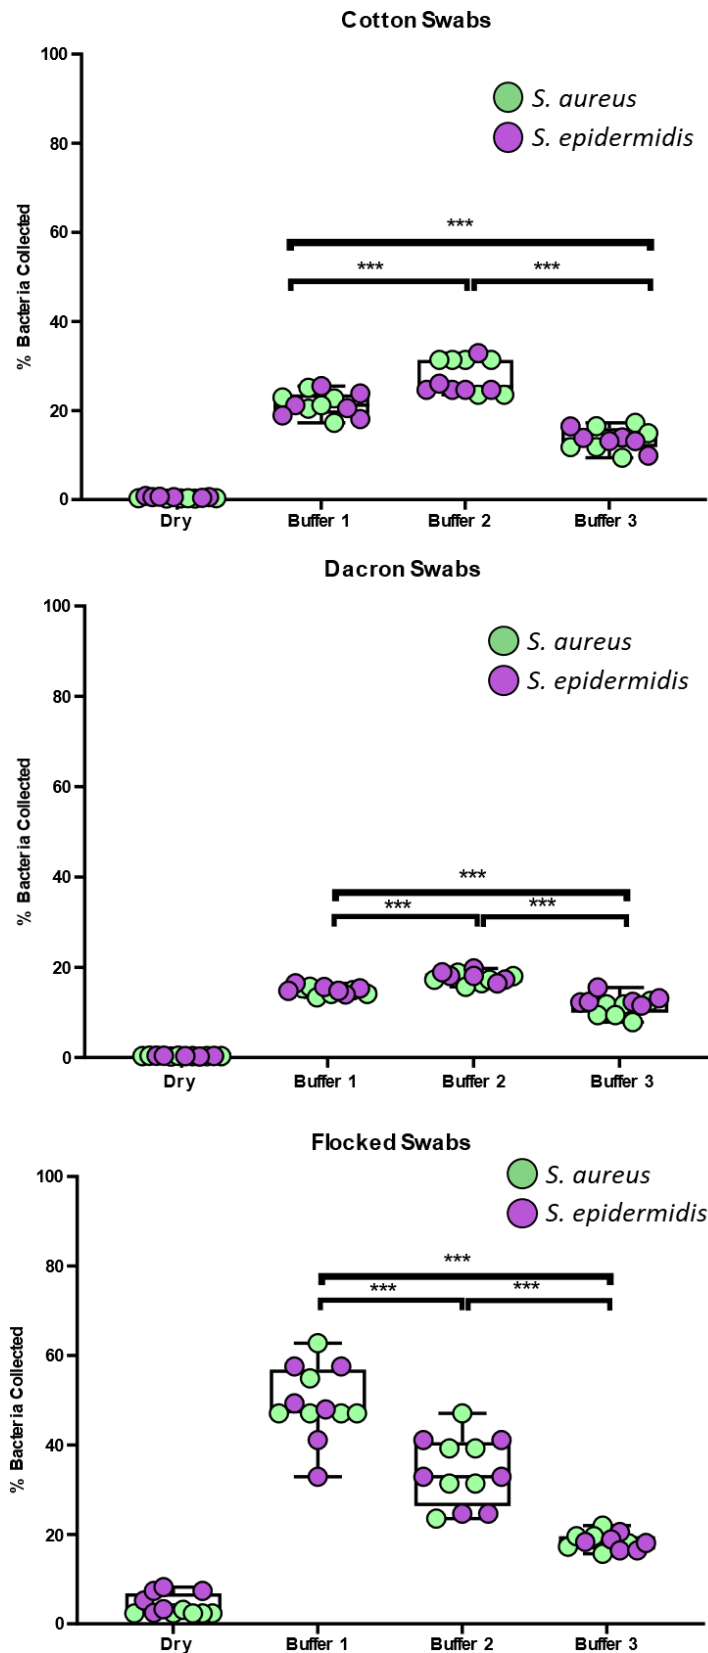 Cotton Swabs
100
S. aureus
80
S. epidermidis
60
***
*** ***
40
20
0
% Bacteria Collected
Dry Buffer 1 Buffer 2 Buffer 3
Dacron Swabs
100
S. aureus
80
S. epidermidis
60
40
***
*** ***
20
0
% Bacteria Collected
Dry Buffer 1 Buffer 2 Buffer 3
Flocked Swabs
S. aureus
100
S. epidermidis
80
***
*** ***
60
40
20
0
% Bacteria Collected
Dry Buffer 1 Buffer 2 Buffer 3